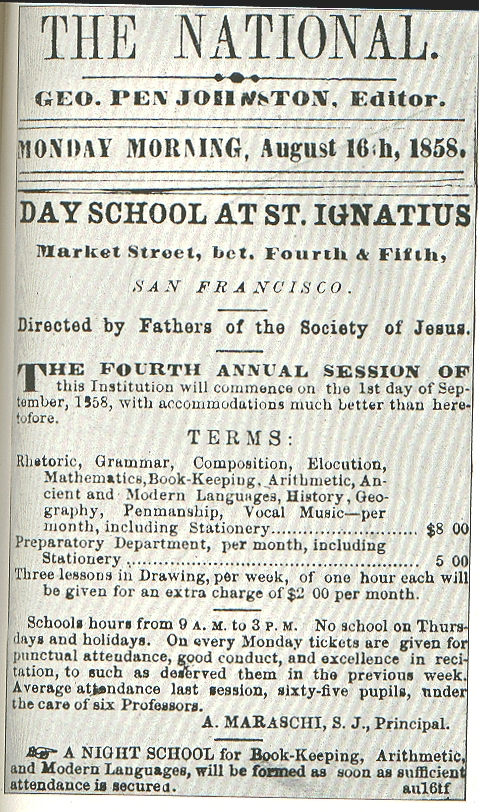 THE NATIONAL.
GEO. PEN JOHNSTON, Editor.
MONDAY MORNING, August 16th, 1858.
DAY SCHOOL AT ST. IGNATIUS
Market Street, bet. Fourth & Fifth,
SAN FRANCISCO.
Directed by Fathers of the Society of Jesus.
THE FOURTH ANNUAL SESSION OF
this Institution will commence on the 1st day of Sep-
tember, 1858, with accommodations much better than here-
tofore.
TERMS:
Rhetoric, Grammar, Composition, Elocution,
Mathematics, Book-Keeping, Arithmetic, An-
cient and Modern Languages, History, Geo-
graphy, Penmanship, Vocal Music—per
month, including Stationery.................................. $8 00
Preparatory Department, per month, including
Stationery ................................................... 5 00
Three lessons in Drawing, per week, of one hour each will
be given for an extra charge of $2 00 per month.
Schools hours from 9 A. M. to 3 P. M. No school on Thurs-
days and holidays. On every Monday tickets are given for
punctual attendance, good conduct, and excellence in reci-
tation, to such as deserved them in the previous week.
Average attendance last session, sixty-five pupils, under
the care of six Professors.
A. MARASCHI, S. J., Principal.
☞ A NIGHT SCHOOL for Book-Keeping, Arithmetic,
and Modern Languages, will be formed as soon as sufficient
attendance is secured. au16tf